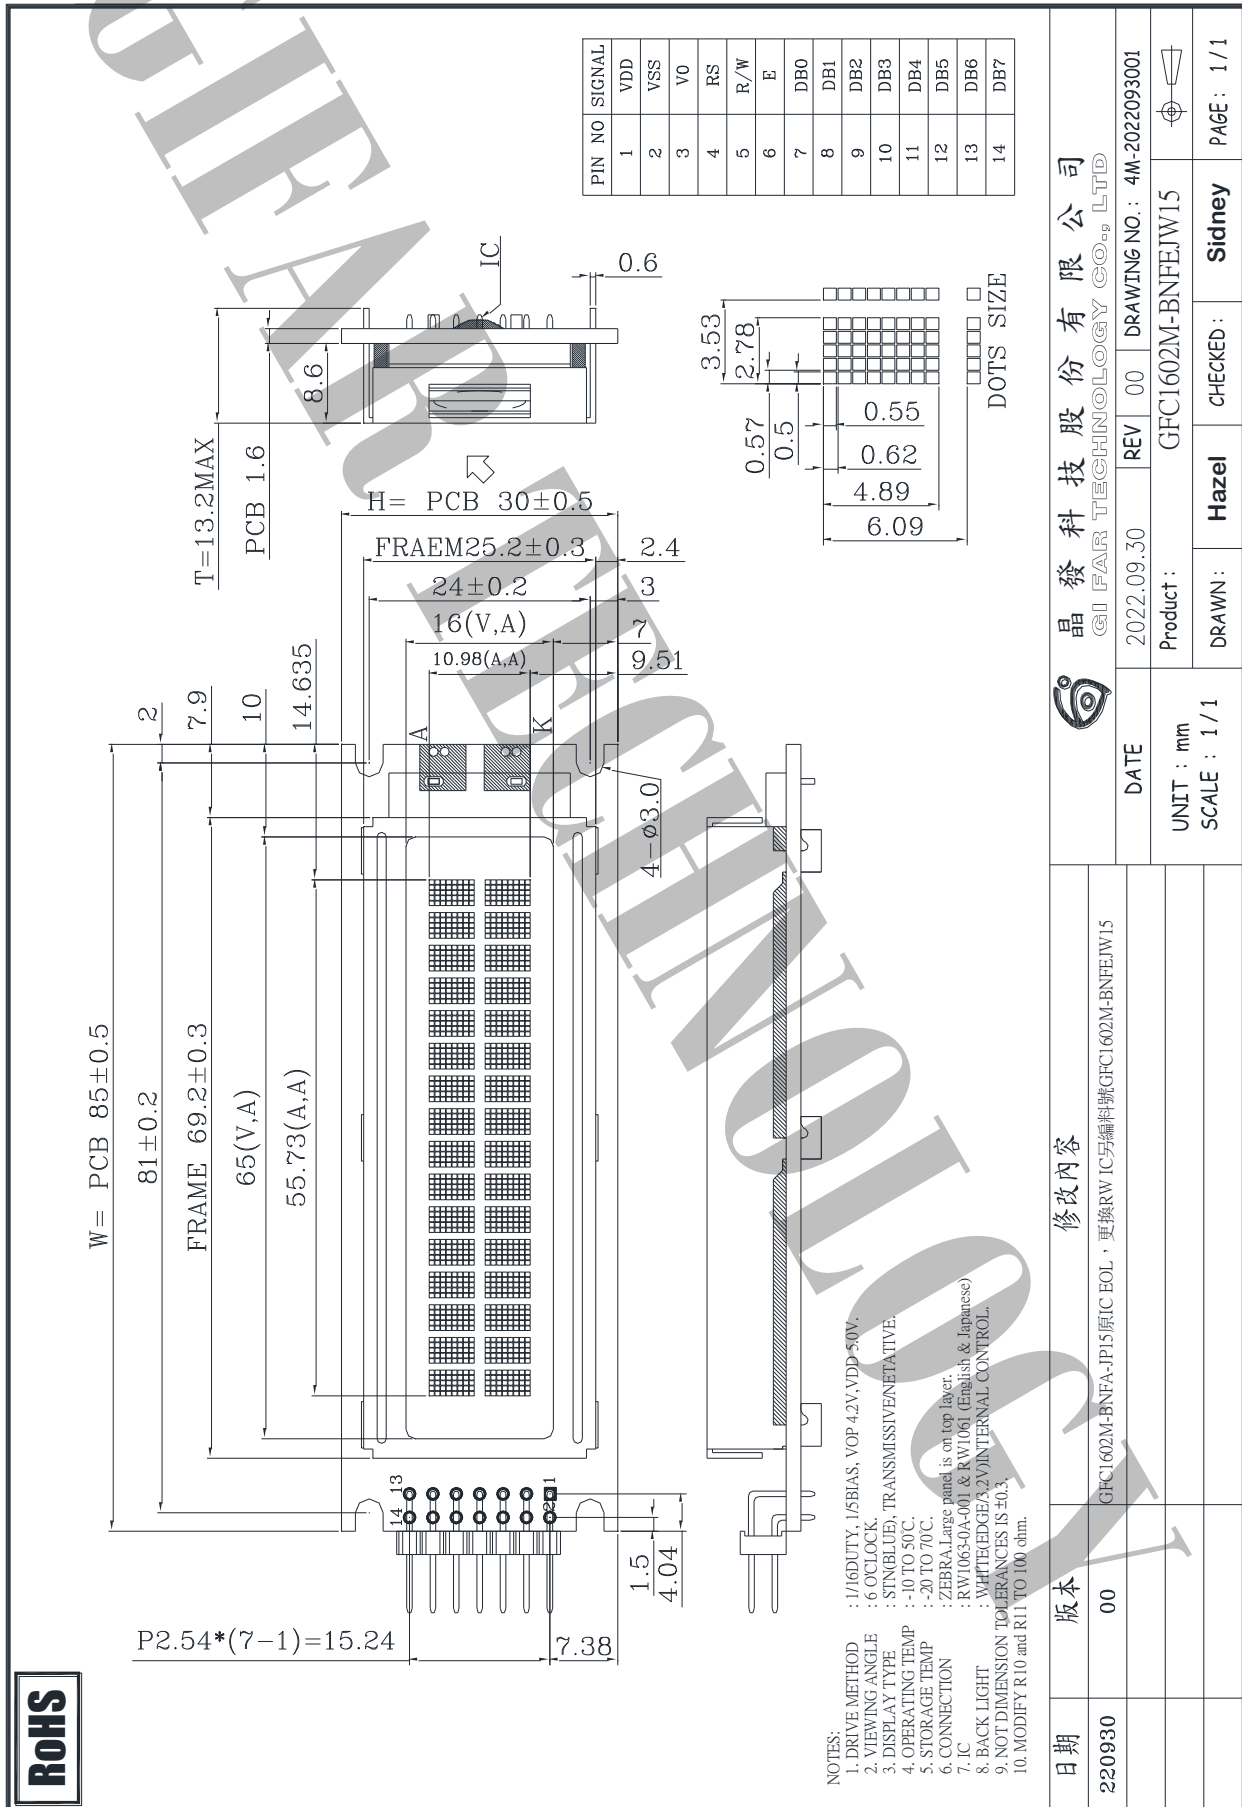 RoHS
W= PCB 85±0.5
81±0.2
FRAME 69.2±0.3
65(V,A)
55.73(A,A)
2
7.9
10
14.635
T=13.2MAX
PCB 1.6
8.6
IC
0.6
H= PCB 30±0.5
FRAEM25.2±0.3
2.4
24±0.2
3
16(V,A)
7
10.98(A,A)
9.51
A
K
4-ø3.0
14
13
2
1
1.5
4.04
P2.54*(7-1)=15.24
7.38
PIN NO SIGNAL
1 VDD
2 VSS
3 V0
4 RS
5 R/W
6 E
7 DB0
8 DB1
9 DB2
10 DB3
11 DB4
12 DB5
13 DB6
14 DB7
3.53
2.78
0.57
0.5
0.55
0.62
4.89
6.09
DOTS SIZE
NOTES:
1. DRIVE METHOD : 1/16DUTY, 1/5BIAS, VOP 4.2V,VDD 5.0V.
2. VIEWING ANGLE : 6 O'CLOCK.
3. DISPLAY TYPE : STN(BLUE), TRANSMISSIVE/NETATIVE.
4. OPERATING TEMP : -10 TO 50℃.
5. STORAGE TEMP : -20 TO 70℃.
6. CONNECTION : ZEBRA.Large panel is on top layer.
7. IC : RW1063-0A-001 & RW1061 (English & Japanese)
8. BACK LIGHT : WHITE(EDGE/3.2V)INTERNAL CONTROL.
9. NOT DIMENSION TOLERANCES IS ±0.3.
10. MODIFY R10 and R11 TO 100 ohm.
日期 版本 修改內容
220930 00 GFC1602M-BNFA-JP15原IC EOL，更換RW IC另編料號GFC1602M-BNFEJW15
晶發科技股份有限公司
GI FAR TECHNOLOGY CO., LTD
DATE 2022.09.30 REV 00 DRAWING NO.: 4M-2022093001
UNIT : mm
SCALE : 1/1
Product : GFC1602M-BNFEJW15
DRAWN : Hazel CHECKED : Sidney PAGE : 1/1
GIFAR TECHNOLOGY